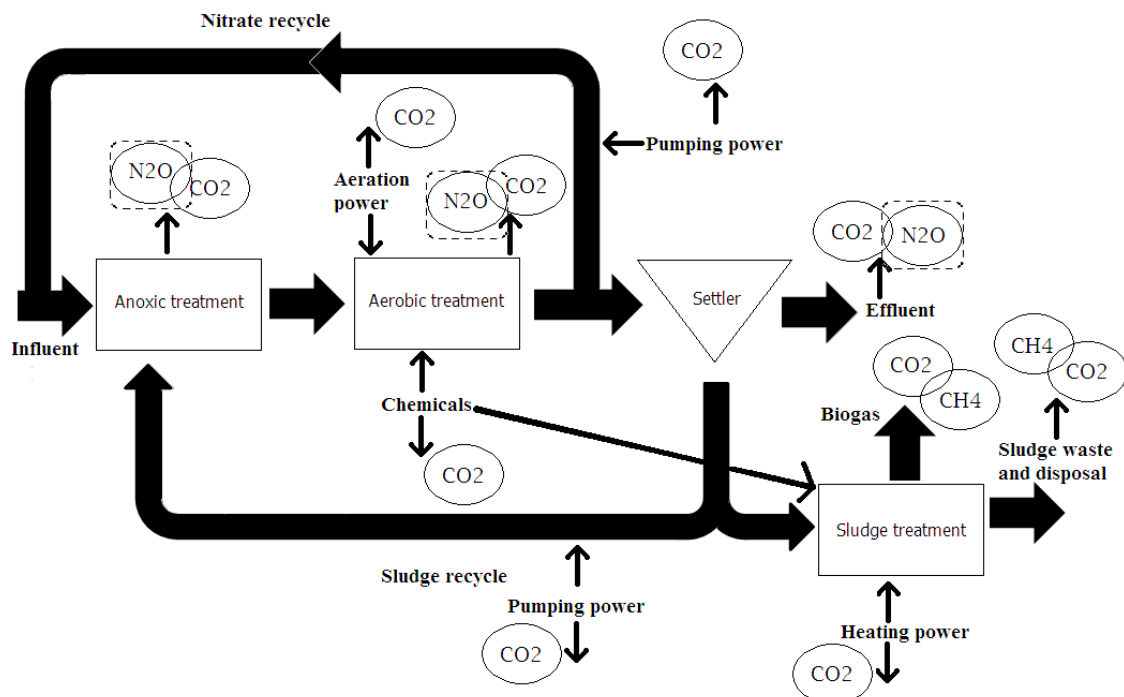 Nitrate recycle
CO2
Pumping power
CO2
N2O
CO2
Aeration
power
N2O
CO2
CO2
N2O
Influent
Anoxic treatment
Aerobic treatment
Settler
Effluent
Chemicals
CO2
CO2
CH4
Biogas
CH4
CO2
Sludge waste
and disposal
Sludge treatment
Sludge recycle
Pumping power
CO2
Heating power
CO2